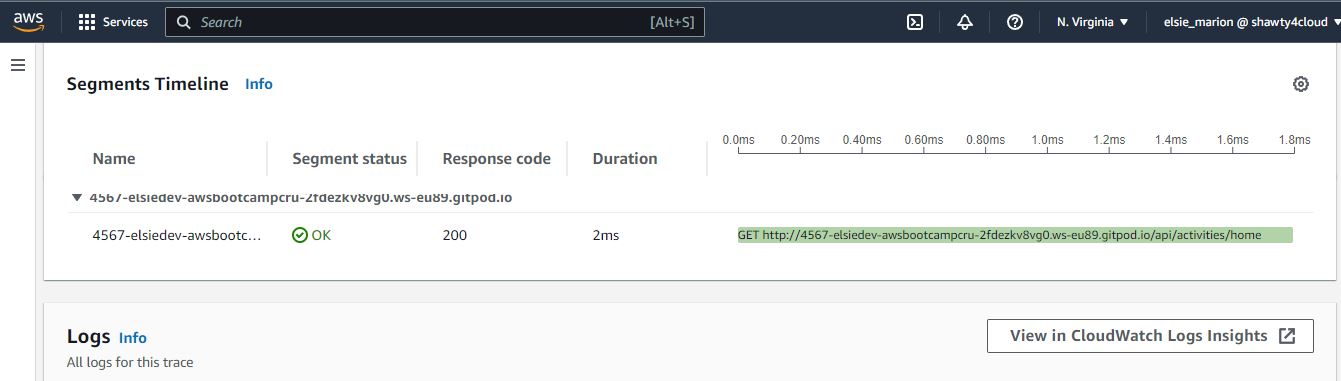 aws Services Search [Alt+S] N. Virginia elsie_marion @ shawty4cloud
Segments Timeline Info
0.0ms 0.20ms 0.40ms 0.60ms 0.80ms 1.0ms 1.2ms 1.4ms 1.6ms 1.8ms
Name Segment status Response code Duration
4567-elsiedev-awsbootcampcru-2fdezkv8vg0.ws-eu89.gitpod.io
4567-elsiedev-awsbootc... OK 200 2ms GET http://4567-elsiedev-awsbootcampcru-2fdezkv8vg0.ws-eu89.gitpod.io/api/activities/home
Logs Info View in CloudWatch Logs Insights
All logs for this trace